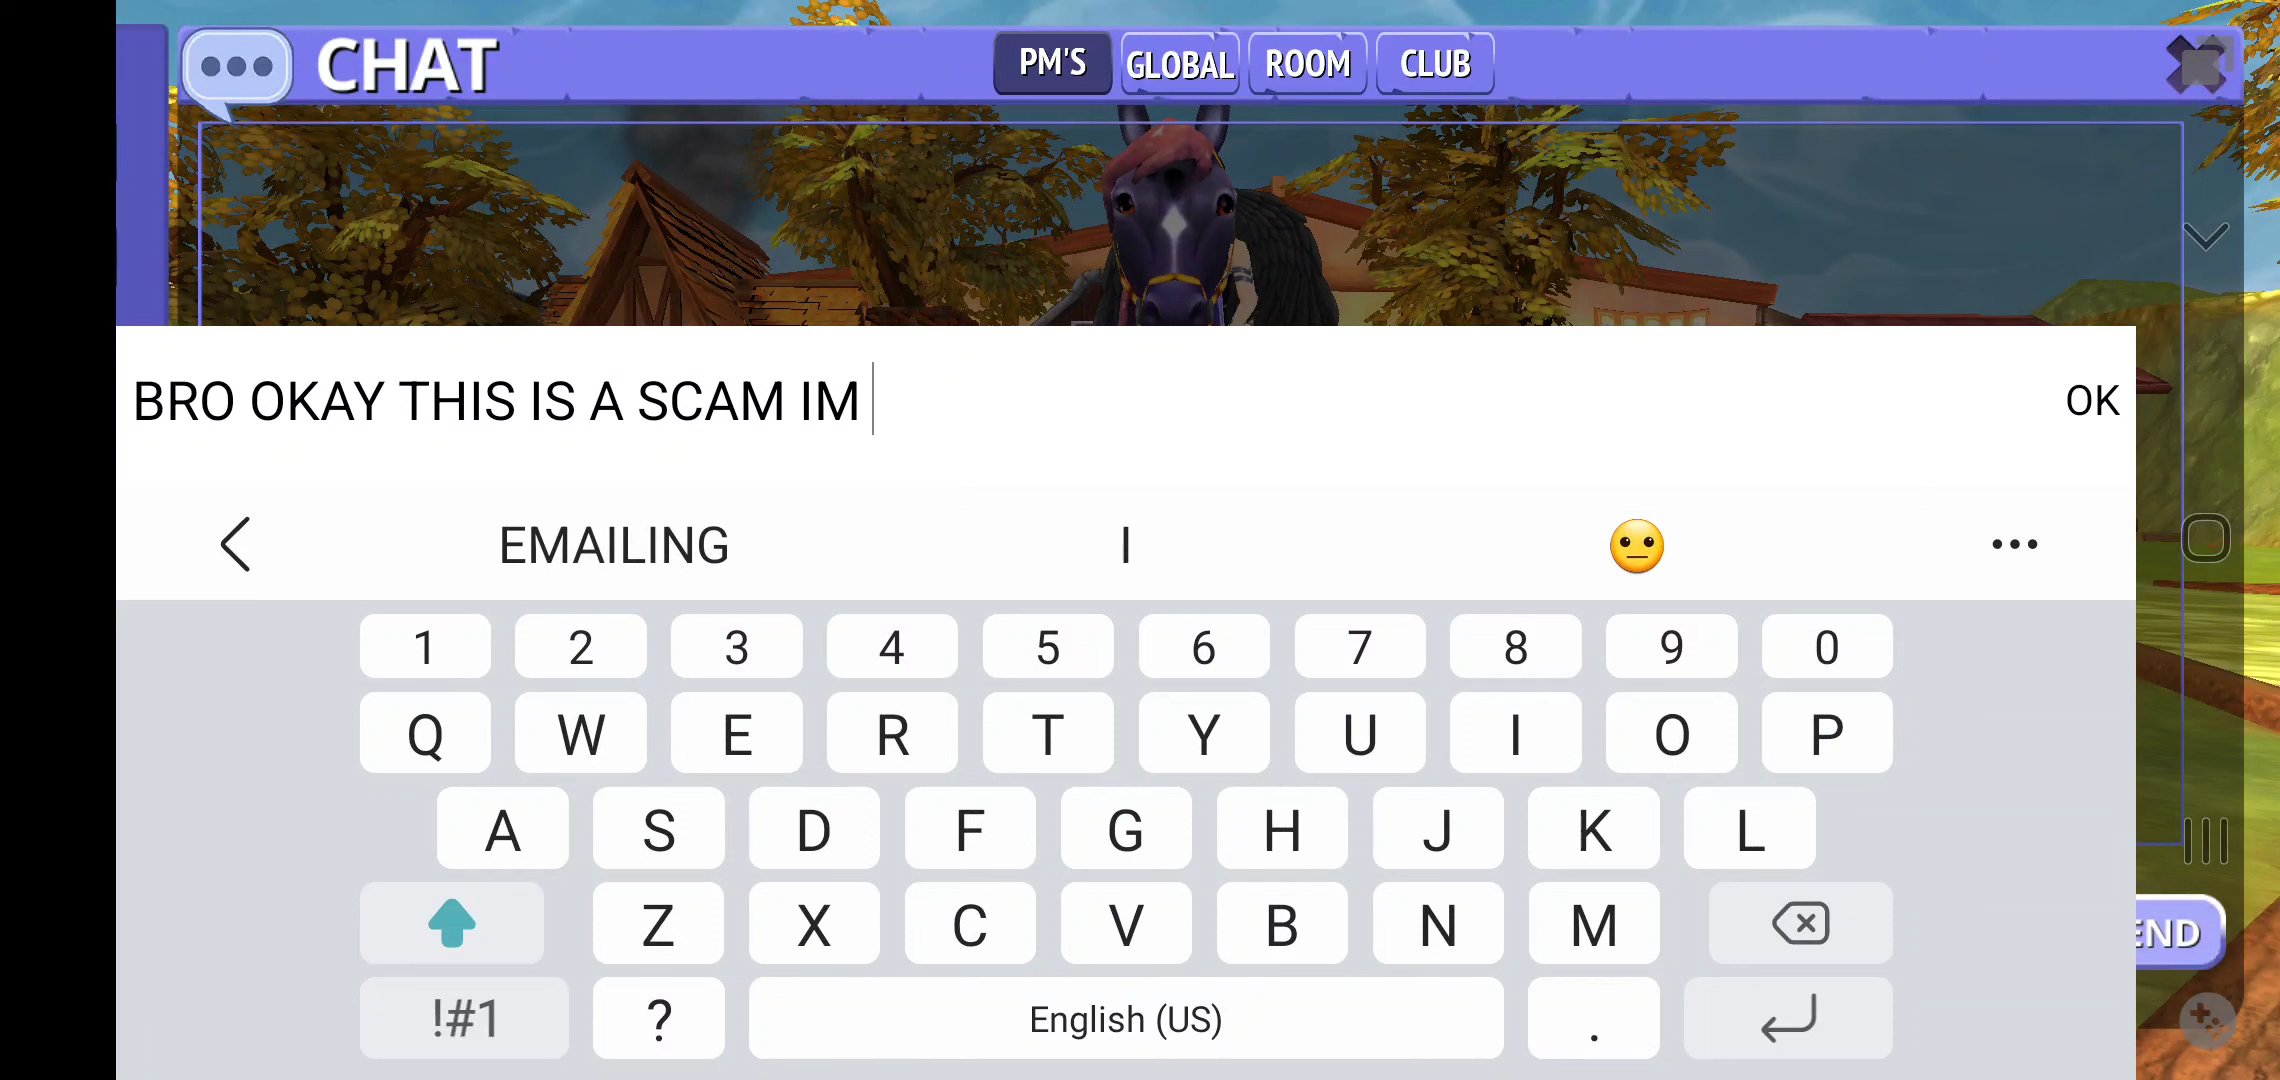 CHAT
PM'S GLOBAL ROOM CLUB
BRO OKAY THIS IS A SCAM IM
OK
EMAILING I
1 2 3 4 5 6 7 8 9 0
Q W E R T Y U I O P
A S D F G H J K L
Z X C V B N M
END
!#1 ? English (US) .